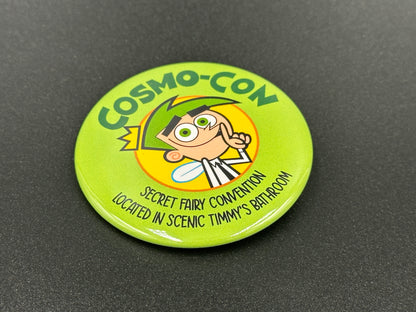 COSMO-CON
SECRET FAIRY CONVENTION
LOCATED IN SCENIC TIMMY'S BATHROOM